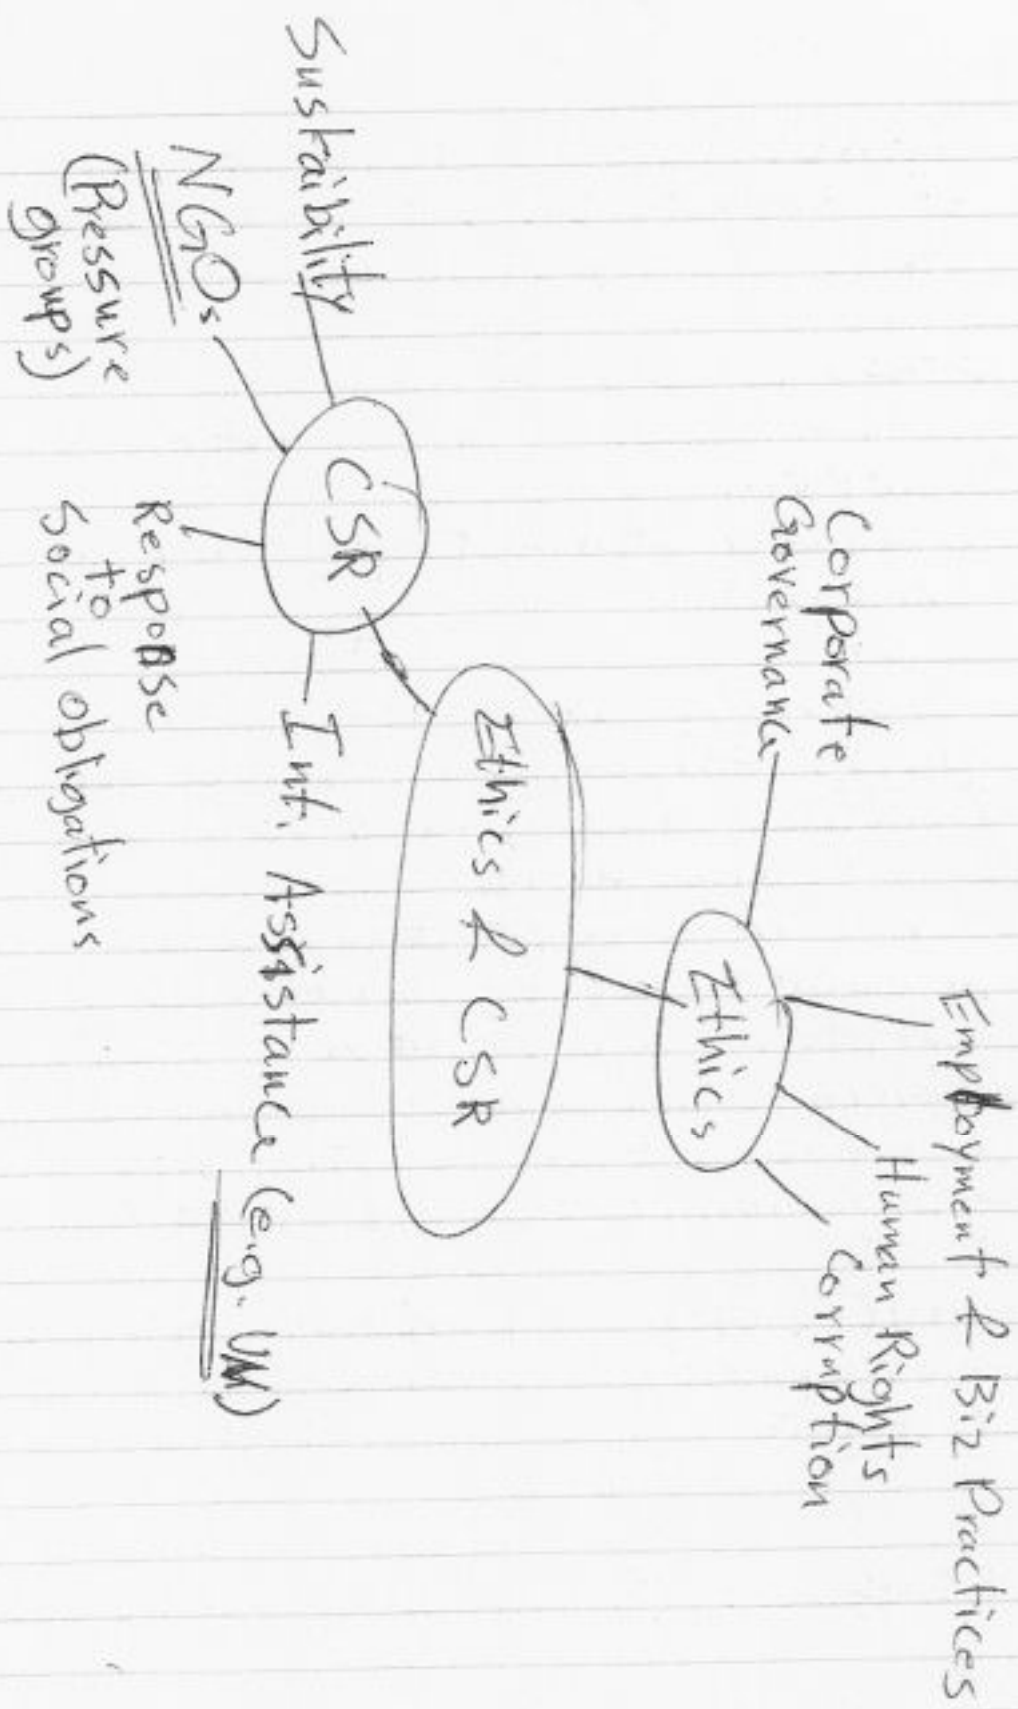 Employment & Biz Practices
Human Rights
Corruption
Corporate
Governance
Ethics
Ethics & CSR
CSR
Sustaibility
NGOs
(Pressure
groups)
Response
to
Social obligations
Int. Assistance (e.g. UN)